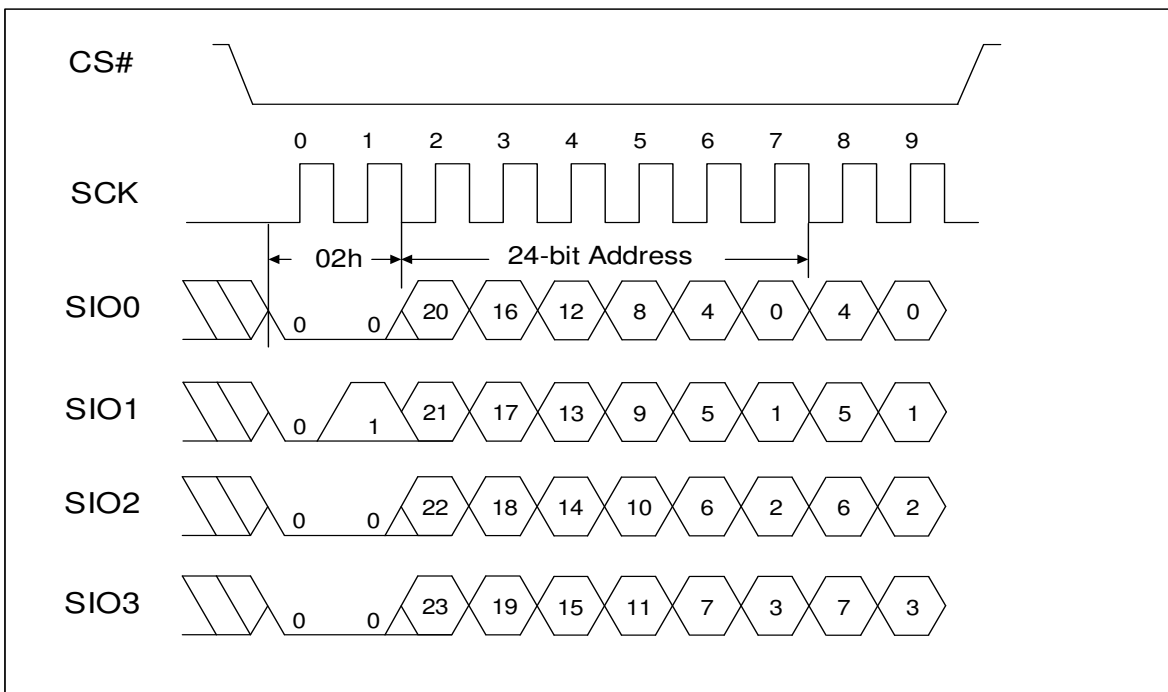 CS#
0 1 2 3 4 5 6 7 8 9
SCK
02h 24-bit Address
SIO0 0 0 20 16 12 8 4 0 4 0
SIO1 0 1 21 17 13 9 5 1 5 1
SIO2 0 0 22 18 14 10 6 2 6 2
SIO3 0 0 23 19 15 11 7 3 7 3